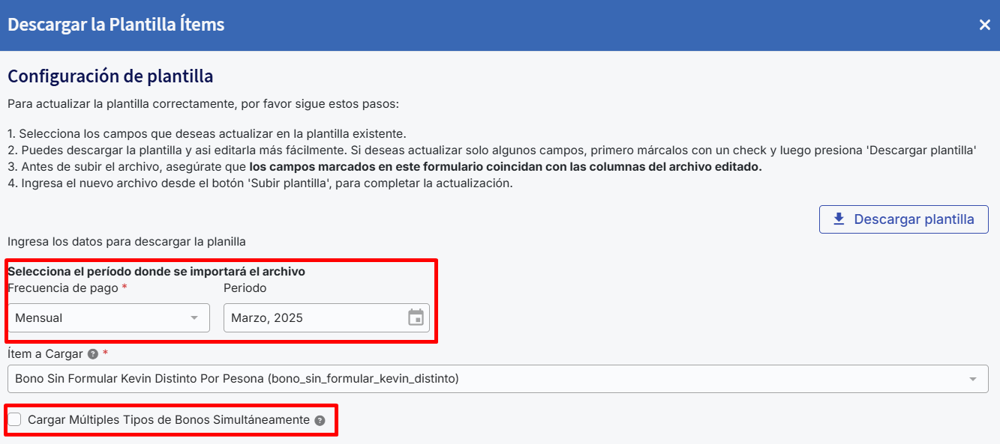 Descargar la Plantilla Ítems
Configuración de plantilla
Para actualizar la plantilla correctamente, por favor sigue estos pasos:
1. Selecciona los campos que deseas actualizar en la plantilla existente.
2. Puedes descargar la plantilla y asi editarla más fácilmente. Si deseas actualizar solo algunos campos, primero márcalos con un check y luego presiona 'Descargar plantilla'
3. Antes de subir el archivo, asegúrate que los campos marcados en este formulario coincidan con las columnas del archivo editado.
4. Ingresa el nuevo archivo desde el botón 'Subir plantilla', para completar la actualización.
Descargar plantilla
Ingresa los datos para descargar la planilla
Selecciona el período donde se importará el archivo
Frecuencia de pago * Periodo
Mensual Marzo, 2025
Ítem a Cargar ? *
Bono Sin Formular Kevin Distinto Por Pesona (bono_sin_formular_kevin_distinto)
Cargar Múltiples Tipos de Bonos Simultáneamente ?